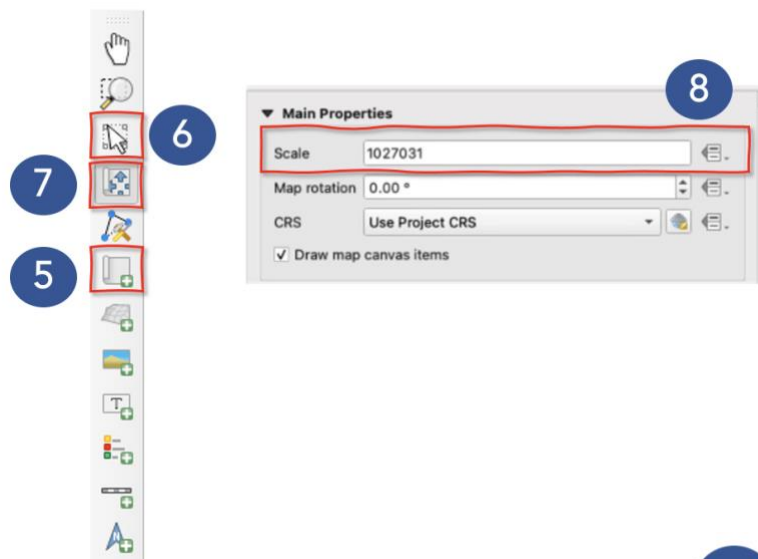 6
7
5
8
Main Properties
Scale 1027031
Map rotation 0.00 °
CRS Use Project CRS
Draw map canvas items
T
N